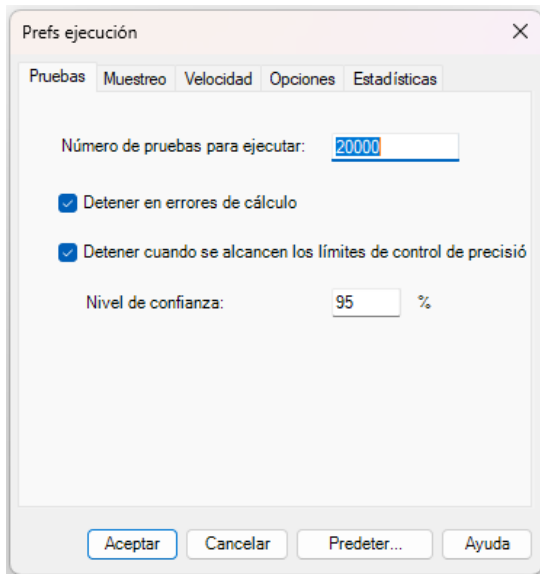 Prefs ejecución
Pruebas Muestreo Velocidad Opciones Estadísticas
Número de pruebas para ejecutar: 20000
Detener en errores de cálculo
Detener cuando se alcancen los límites de control de precisió
Nivel de confianza: 95 %
Aceptar Cancelar Predeter... Ayuda